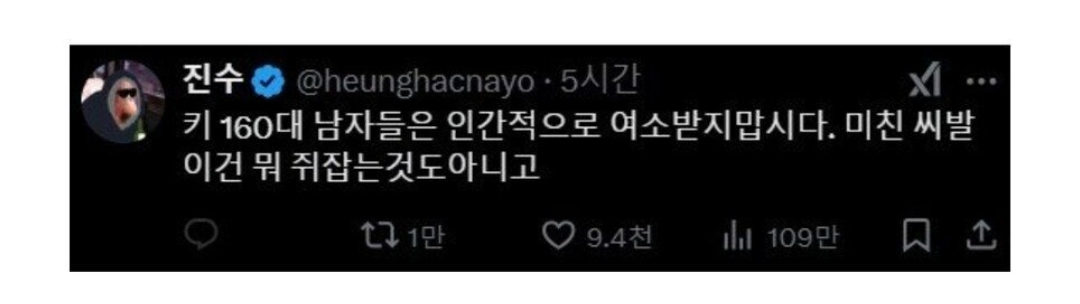 진수 @heunghacnayo · 5시간
키 160대 남자들은 인간적으로 여소받지맙시다. 미친 씨발
이건 뭐 쥐잡는것도아니고
1만 9.4천 109만